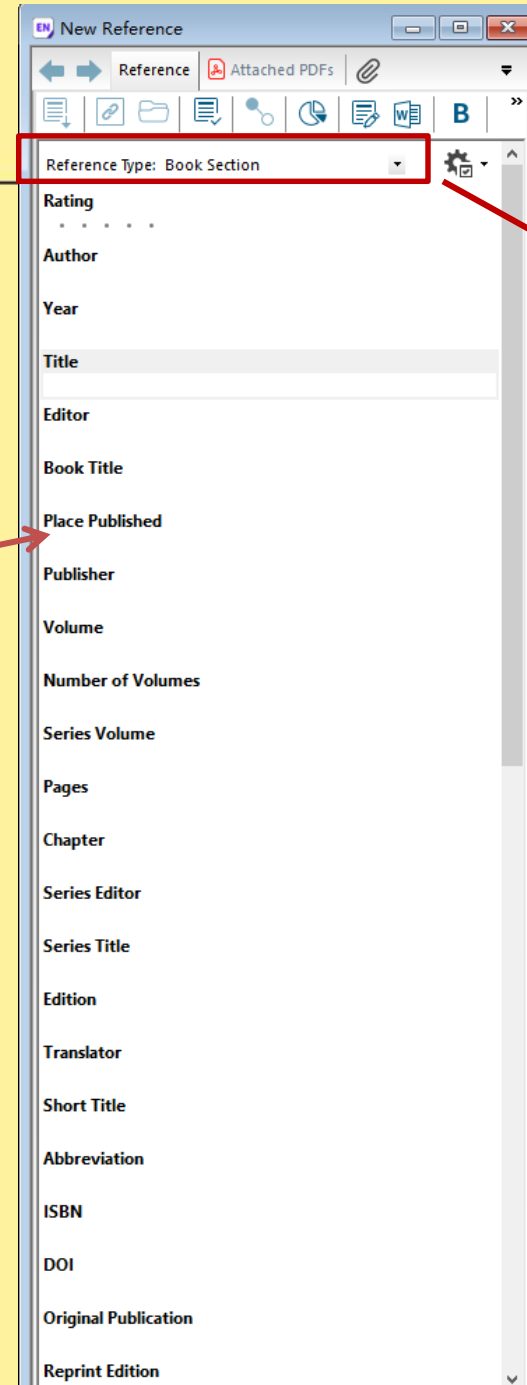 EN New Reference
Reference Attached PDFs
W B »
Reference Type: Book Section
Rating
Author
Year
Title
Editor
Book Title
Place Published
Publisher
Volume
Number of Volumes
Series Volume
Pages
Chapter
Series Editor
Series Title
Edition
Translator
Short Title
Abbreviation
ISBN
DOI
Original Publication
Reprint Edition